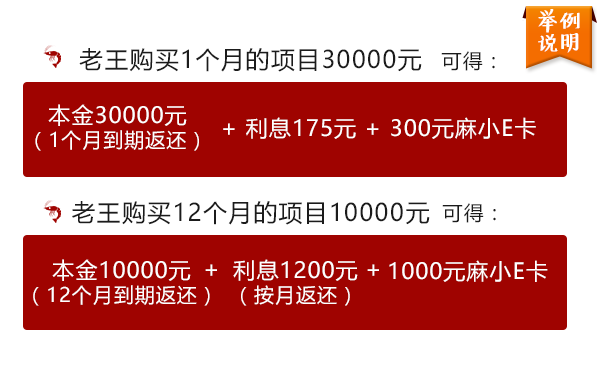 举例
说明
老王购买1个月的项目30000元 可得：
本金30000元 + 利息175元 + 300元麻小E卡
（1个月到期返还）
老王购买12个月的项目10000元 可得：
本金10000元 + 利息1200元 + 1000元麻小E卡
（12个月到期返还） （按月返还）